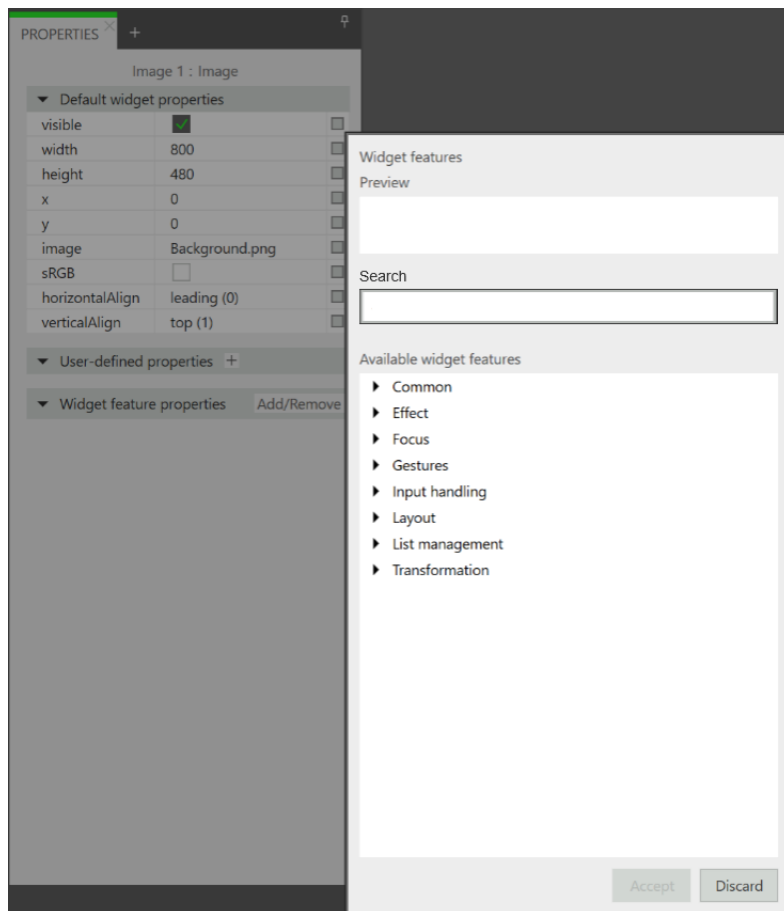 PROPERTIES
Image 1 : Image
Default widget properties
visible
width 800
height 480
x 0
y 0
image Background.png
sRGB
horizontalAlign leading (0)
verticalAlign top (1)
User-defined properties +
Widget feature properties Add/Remove
Widget features
Preview
Search
Available widget features
Common
Effect
Focus
Gestures
Input handling
Layout
List management
Transformation
Accept Discard